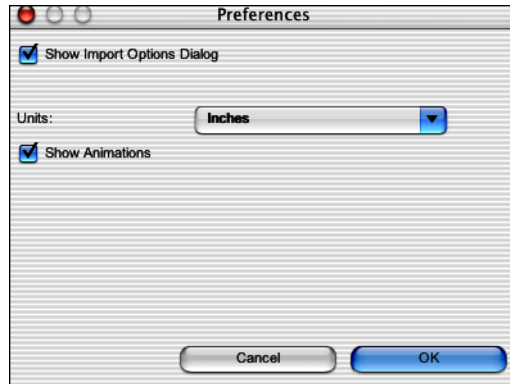 Preferences
Show Import Options Dialog
Units: Inches
Show Animations
Cancel OK